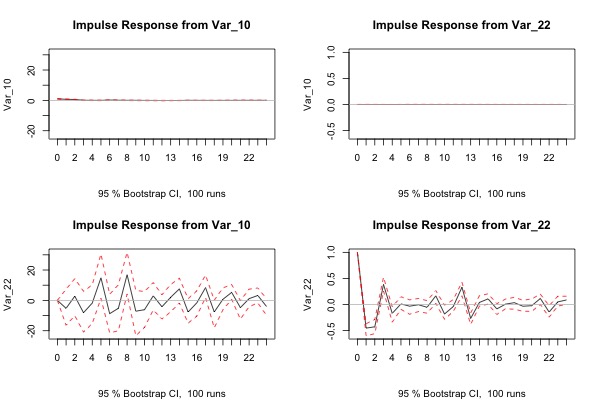 Impulse Response from Var_10
Var_10
20
0
-20
0 2 4 6 8 10 13 16 19 22
95 % Bootstrap CI, 100 runs
Impulse Response from Var_22
Var_10
1.0
0.5
0.0
-0.5
0 2 4 6 8 10 13 16 19 22
95 % Bootstrap CI, 100 runs
Impulse Response from Var_10
Var_22
20
0
-20
0 2 4 6 8 10 13 16 19 22
95 % Bootstrap CI, 100 runs
Impulse Response from Var_22
Var_22
1.0
0.5
0.0
-0.5
0 2 4 6 8 10 13 16 19 22
95 % Bootstrap CI, 100 runs